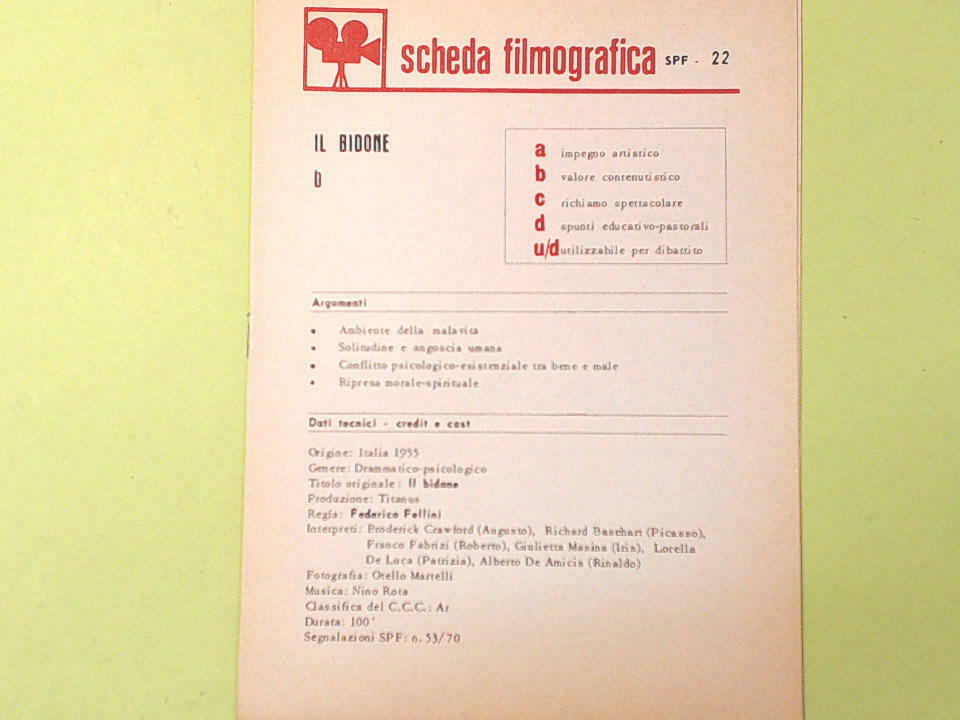 scheda filmografica SPF - 22
IL BIDONE
b
a impegno artistico
b valore contenutistico
c richiamo spettacolare
d spunti educativo-pastorali
u/d utilizzabile per dibattito
Argomenti
• Ambiente della malavita
• Solitudine e angoscia umana
• Conflitto psicologico-esistenziale tra bene e male
• Ripresa morale-spirituale
Dati tecnici - credit e cast
Origine: Italia 1955
Genere: Drammatico-psicologico
Titolo originale: Il bidone
Produzione: Titanus
Regia: Federico Fellini
Interpreti: Broderick Crawford (Augusto), Richard Basehart (Picasso),
Franco Fabrizi (Roberto), Giulietta Masina (Iris), Lorella
De Luca (Patrizia), Alberto De Amicis (Rinaldo)
Fotografia: Otello Martelli
Musica: Nino Rota
Classifica del C.C.C.: Ar
Durata: 100'
Segnalazioni SPF: n. 53/70